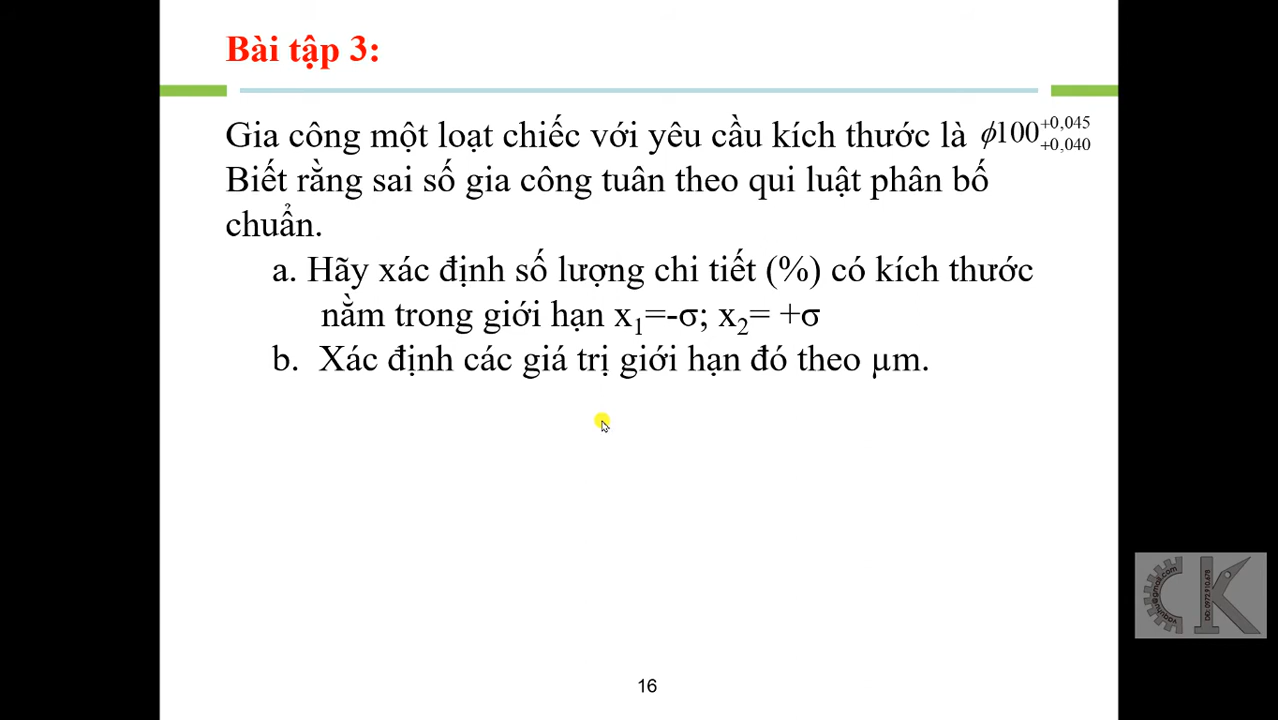 Bài tập 3:
Gia công một loạt chiếc với yêu cầu kích thước là ϕ100 +0,045 +0,040
Biết rằng sai số gia công tuân theo qui luật phân bố
chuẩn.
a. Hãy xác định số lượng chi tiết (%) có kích thước
nằm trong giới hạn x₁=-σ; x₂= +σ
b. Xác định các giá trị giới hạn đó theo µm.
CK
16